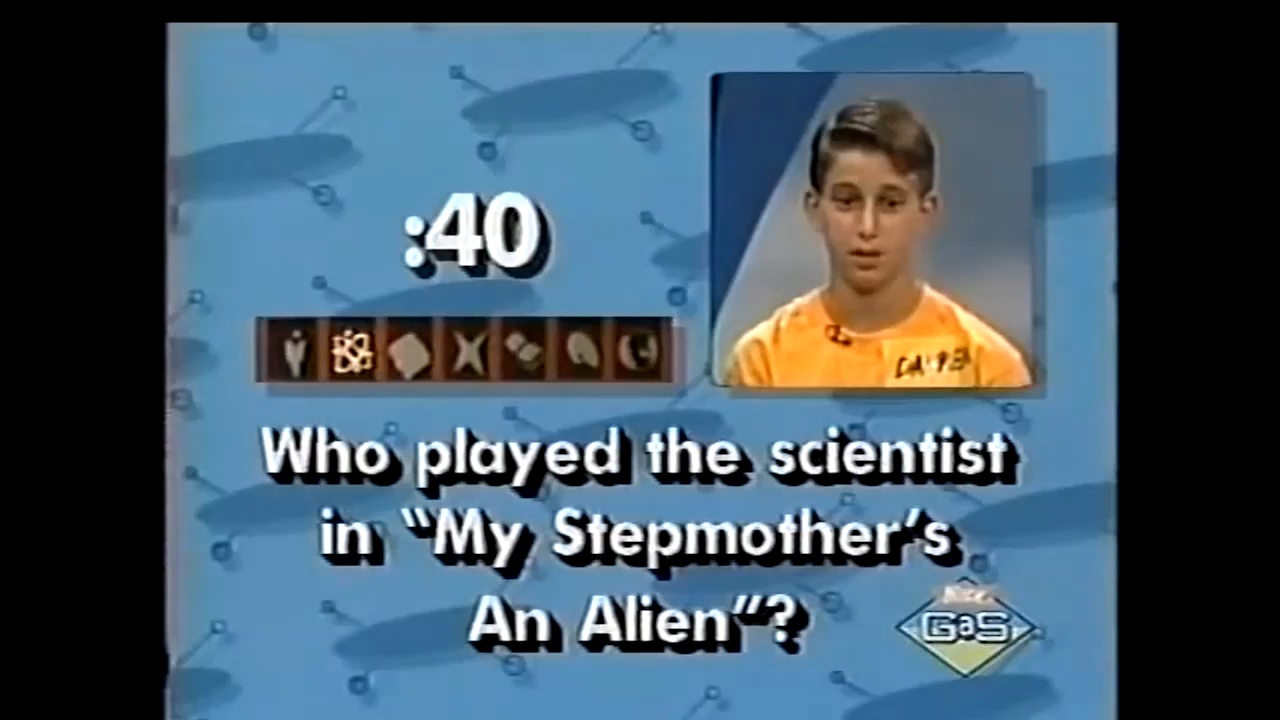 :40
Who played the scientist
in “My Stepmother’s
An Alien”?
GaS